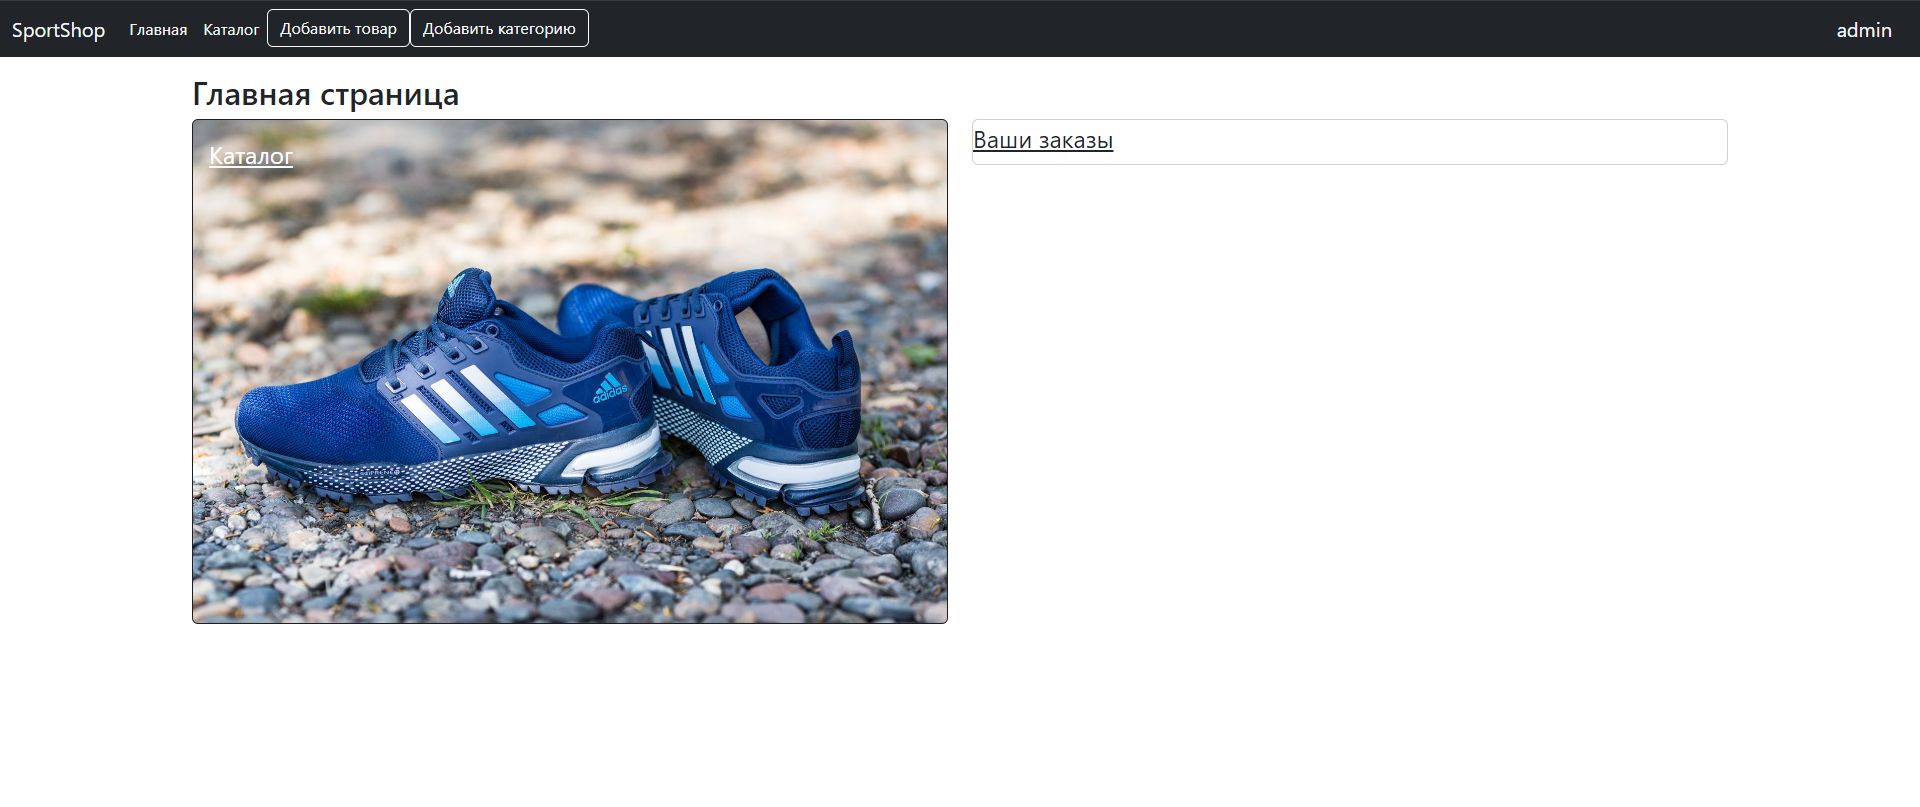 SportShop Главная Каталог Добавить товар Добавить категорию admin
Главная страница
Каталог
Ваши заказы
adidas